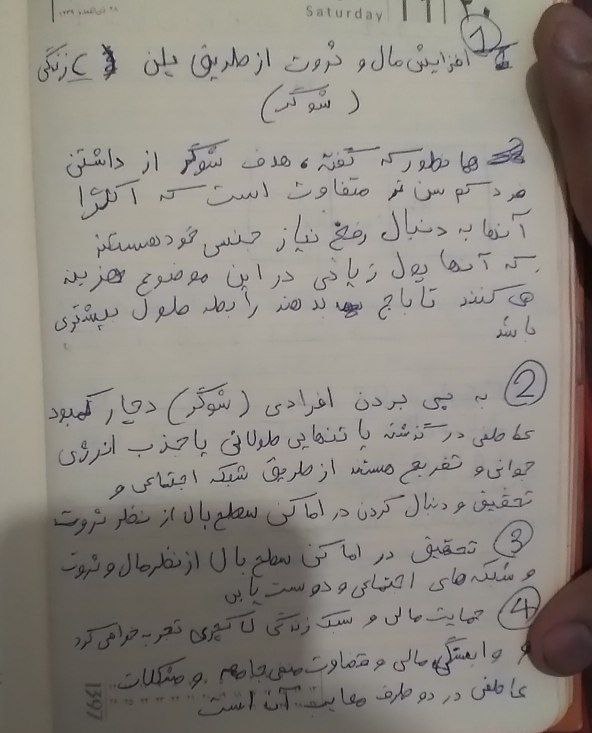 Saturday
① افزایش مال و ثروت از طریق پلن زندگی
(شوگر)
همانطور که گفته، هدف شوگر از داشتن
مرد کم سن تر متفاوت است که اکثرا
آنها به دنبال رفع نیاز جنسی خود هستند
که آنها پول زیادی در این موضوع هزینه
می کنند تا باج بدهند رابطه طول بیشتری
باشد
② به پی بردن افرادی (شوگر) دچار کمبود
عاطفی در گذشته یا تنهایی طولانی یا جذب انرژی
جوانی و تفریح هستند از طریق شبکه اجتماعی و
تحقیق و دنبال کردن در اماکن سطح بال از نظر ثروت
③ تحقیق در اماکن سطح بال از نظر مال و ثروت
و شبکه های اجتماعی و دوست یابی
④ حمایت مالی و سبک زندگی لاکچری تجربه خواهی کرد
و وابستگی مالی و قضاوت منفی جامعه و مشکلات
عاطفی در دو طرف معایب آن است
1397